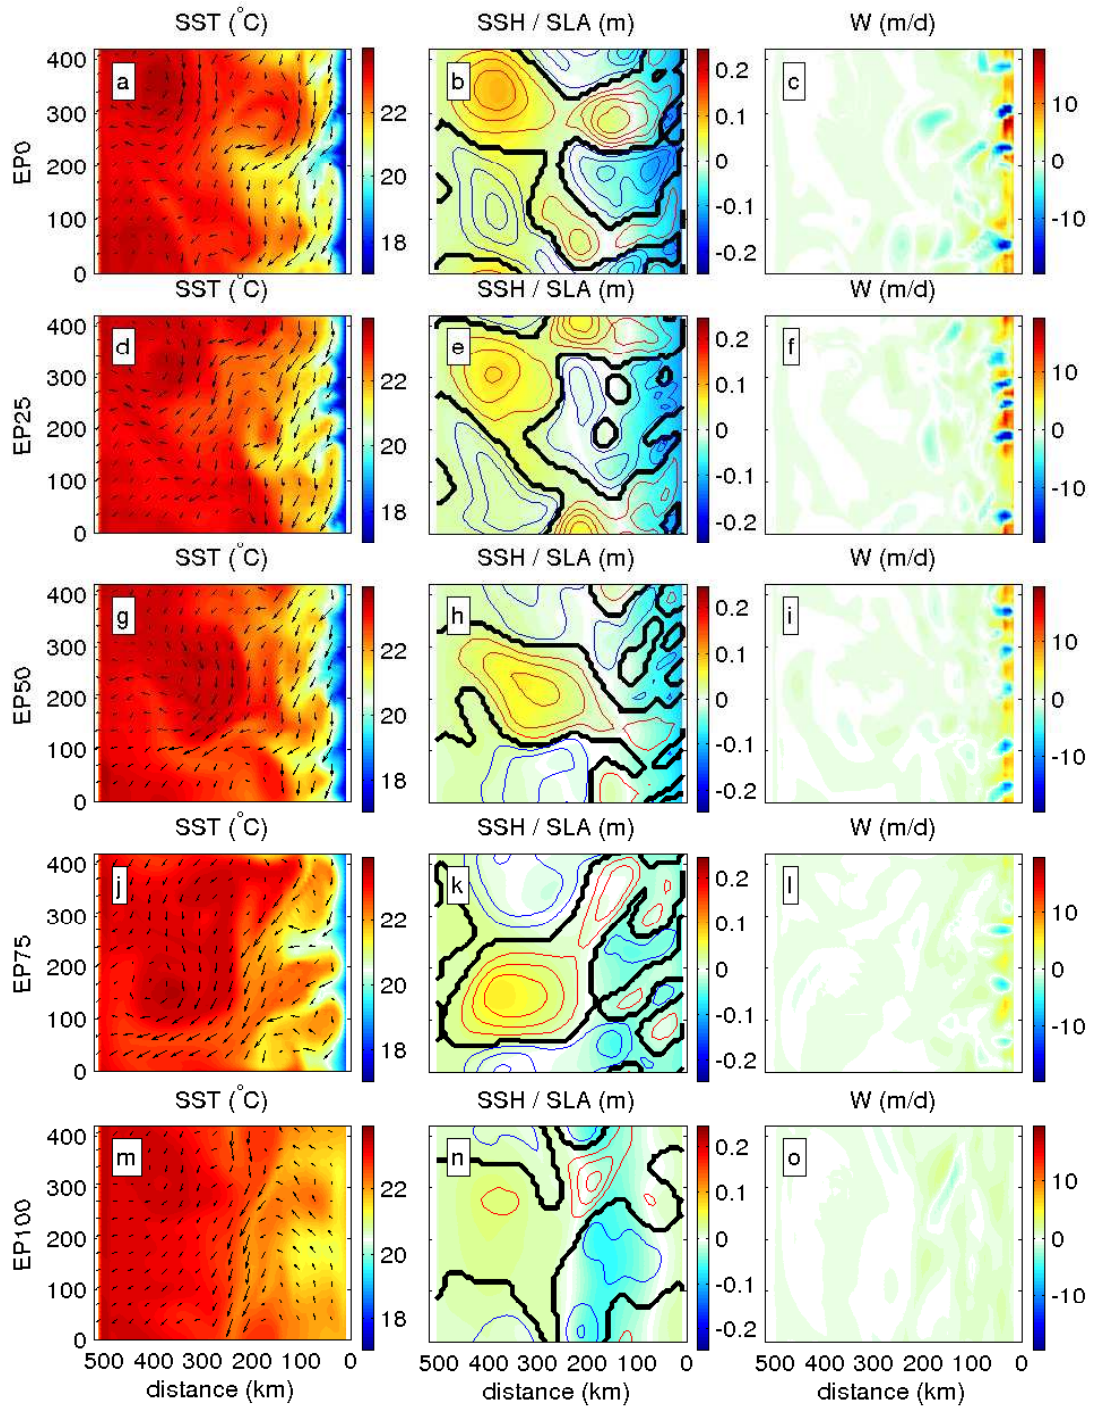 SST (°C) SSH / SLA (m) W (m/d)
EP0
400 300 200 100 0
a
22 20 18
b
0.2 0.1 0 -0.1 -0.2
c
10 0 -10
SST (°C) SSH / SLA (m) W (m/d)
EP25
400 300 200 100 0
d
22 20 18
e
0.2 0.1 0 -0.1 -0.2
f
10 0 -10
SST (°C) SSH / SLA (m) W (m/d)
EP50
400 300 200 100 0
g
22 20 18
h
0.2 0.1 0 -0.1 -0.2
i
10 0 -10
SST (°C) SSH / SLA (m) W (m/d)
EP75
400 300 200 100 0
j
22 20 18
k
0.2 0.1 0 -0.1 -0.2
l
10 0 -10
SST (°C) SSH / SLA (m) W (m/d)
EP100
400 300 200 100 0
m
22 20 18
n
0.2 0.1 0 -0.1 -0.2
o
10 0 -10
500 400 300 200 100 0 500 400 300 200 100 0 500 400 300 200 100 0
distance (km) distance (km) distance (km)